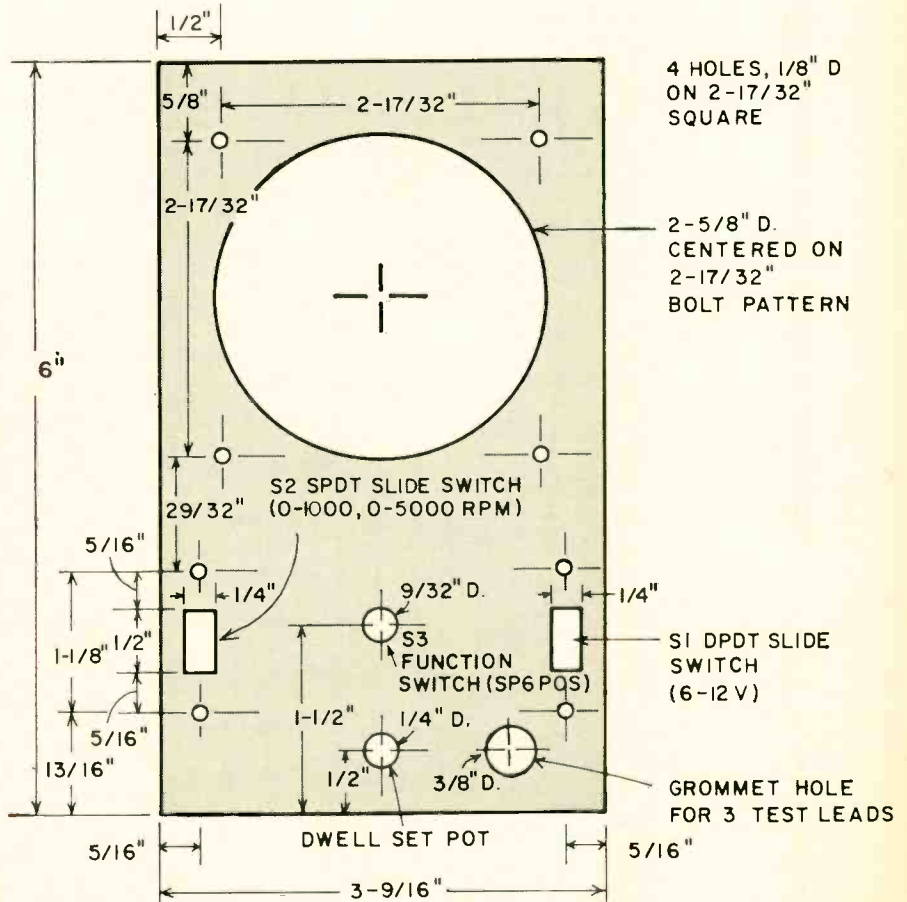 1/2"
5/8"
2-17/32"
4 HOLES, 1/8" D
ON 2-17/32"
SQUARE
2-17/32"
2-5/8" D.
CENTERED ON
2-17/32"
BOLT PATTERN
6"
S2 SPDT SLIDE SWITCH
(0-1000, 0-5000 RPM)
29/32"
5/16"
1/4"
9/32" D.
1/4"
1-1/8"
1/2"
S3
FUNCTION
SWITCH (SP6 POS)
S1 DPDT SLIDE
SWITCH
(6-12 V)
5/16"
13/16"
1-1/2"
1/4" D.
1/2"
3/8" D.
GROMMET HOLE
FOR 3 TEST LEADS
DWELL SET POT
5/16"
5/16"
3-9/16"